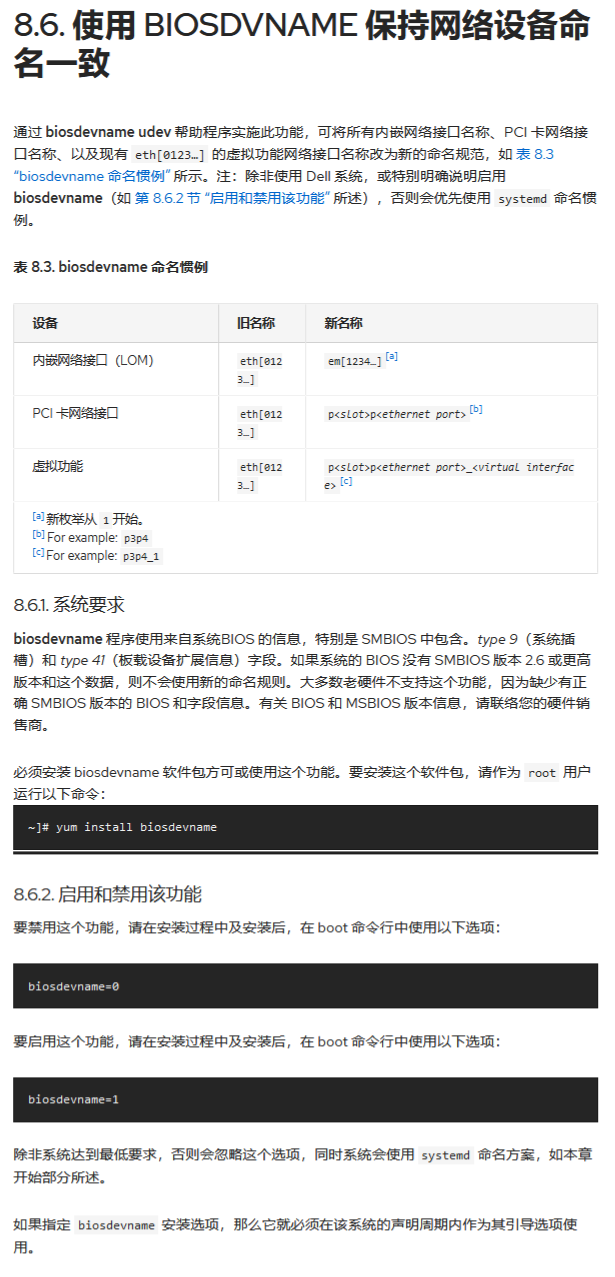 8.6. 使用 BIOSDVNAME 保持网络设备命
名一致
通过 biosdevname udev 帮助程序实施此功能，可将所有内嵌网络接口名称、PCI 卡网络接
口名称、以及现有 eth[0123…] 的虚拟功能网络接口名称改为新的命名规范，如 表 8.3
“biosdevname 命名惯例” 所示。注：除非使用 Dell 系统，或特别明确说明启用
biosdevname（如 第 8.6.2 节 “启用和禁用该功能” 所述），否则会优先使用 systemd 命名惯
例。
表 8.3. biosdevname 命名惯例
设备 旧名称 新名称
内嵌网络接口（LOM） eth[012 em[1234…][a]
3…]
PCI 卡网络接口 eth[012 p<slot>p<ethernet port>[b]
3…]
虚拟功能 eth[012 p<slot>p<ethernet port>_<virtual interfac
3…] e>[c]
[a] 新枚举从 1 开始。
[b] For example: p3p4
[c] For example: p3p4_1
8.6.1. 系统要求
biosdevname 程序使用来自系统BIOS 的信息，特别是 SMBIOS 中包含。type 9（系统插
槽）和 type 41（板载设备扩展信息）字段。如果系统的 BIOS 没有 SMBIOS 版本 2.6 或更高
版本和这个数据，则不会使用新的命名规则。大多数老硬件不支持这个功能，因为缺少有正
确 SMBIOS 版本的 BIOS 和字段信息。有关 BIOS 和 MSBIOS 版本信息，请联络您的硬件销
售商。
必须安装 biosdevname 软件包方可或使用这个功能。要安装这个软件包，请作为 root 用户
运行以下命令：
~]# yum install biosdevname
8.6.2. 启用和禁用该功能
要禁用这个功能，请在安装过程中及安装后，在 boot 命令行中使用以下选项：
biosdevname=0
要启用这个功能，请在安装过程中及安装后，在 boot 命令行中使用以下选项：
biosdevname=1
除非系统达到最低要求，否则会忽略这个选项，同时系统会使用 systemd 命名方案，如本章
开始部分所述。
如果指定 biosdevname 安装选项，那么它就必须在该系统的声明周期内作为其引导选项使
用。